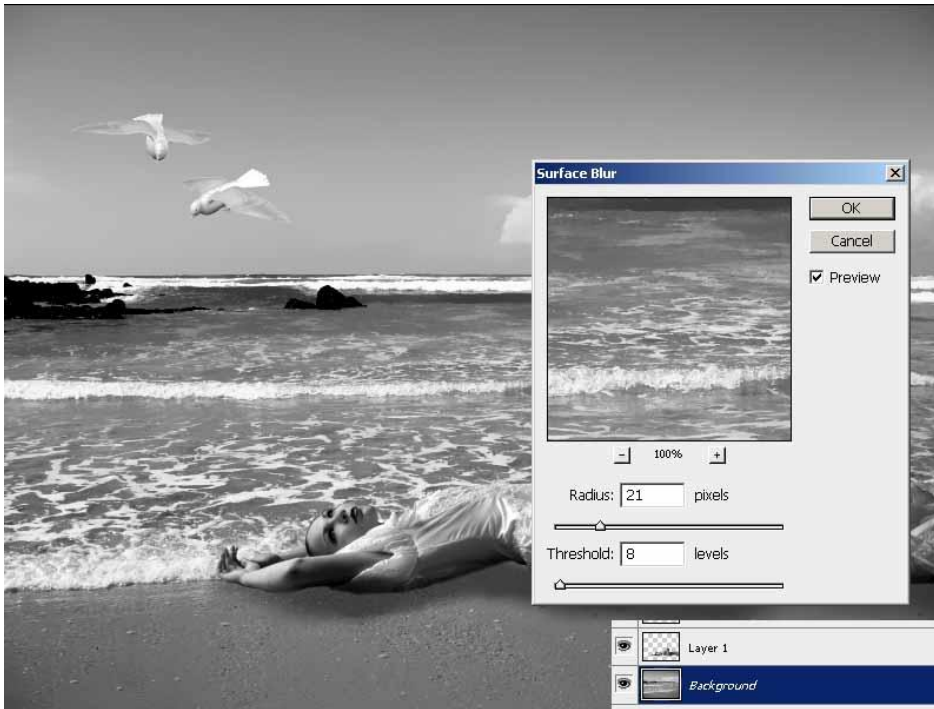 Surface Blur
OK
Cancel
Preview
- 100% +
Radius: 21 pixels
Threshold: 8 levels
Layer 1
Background